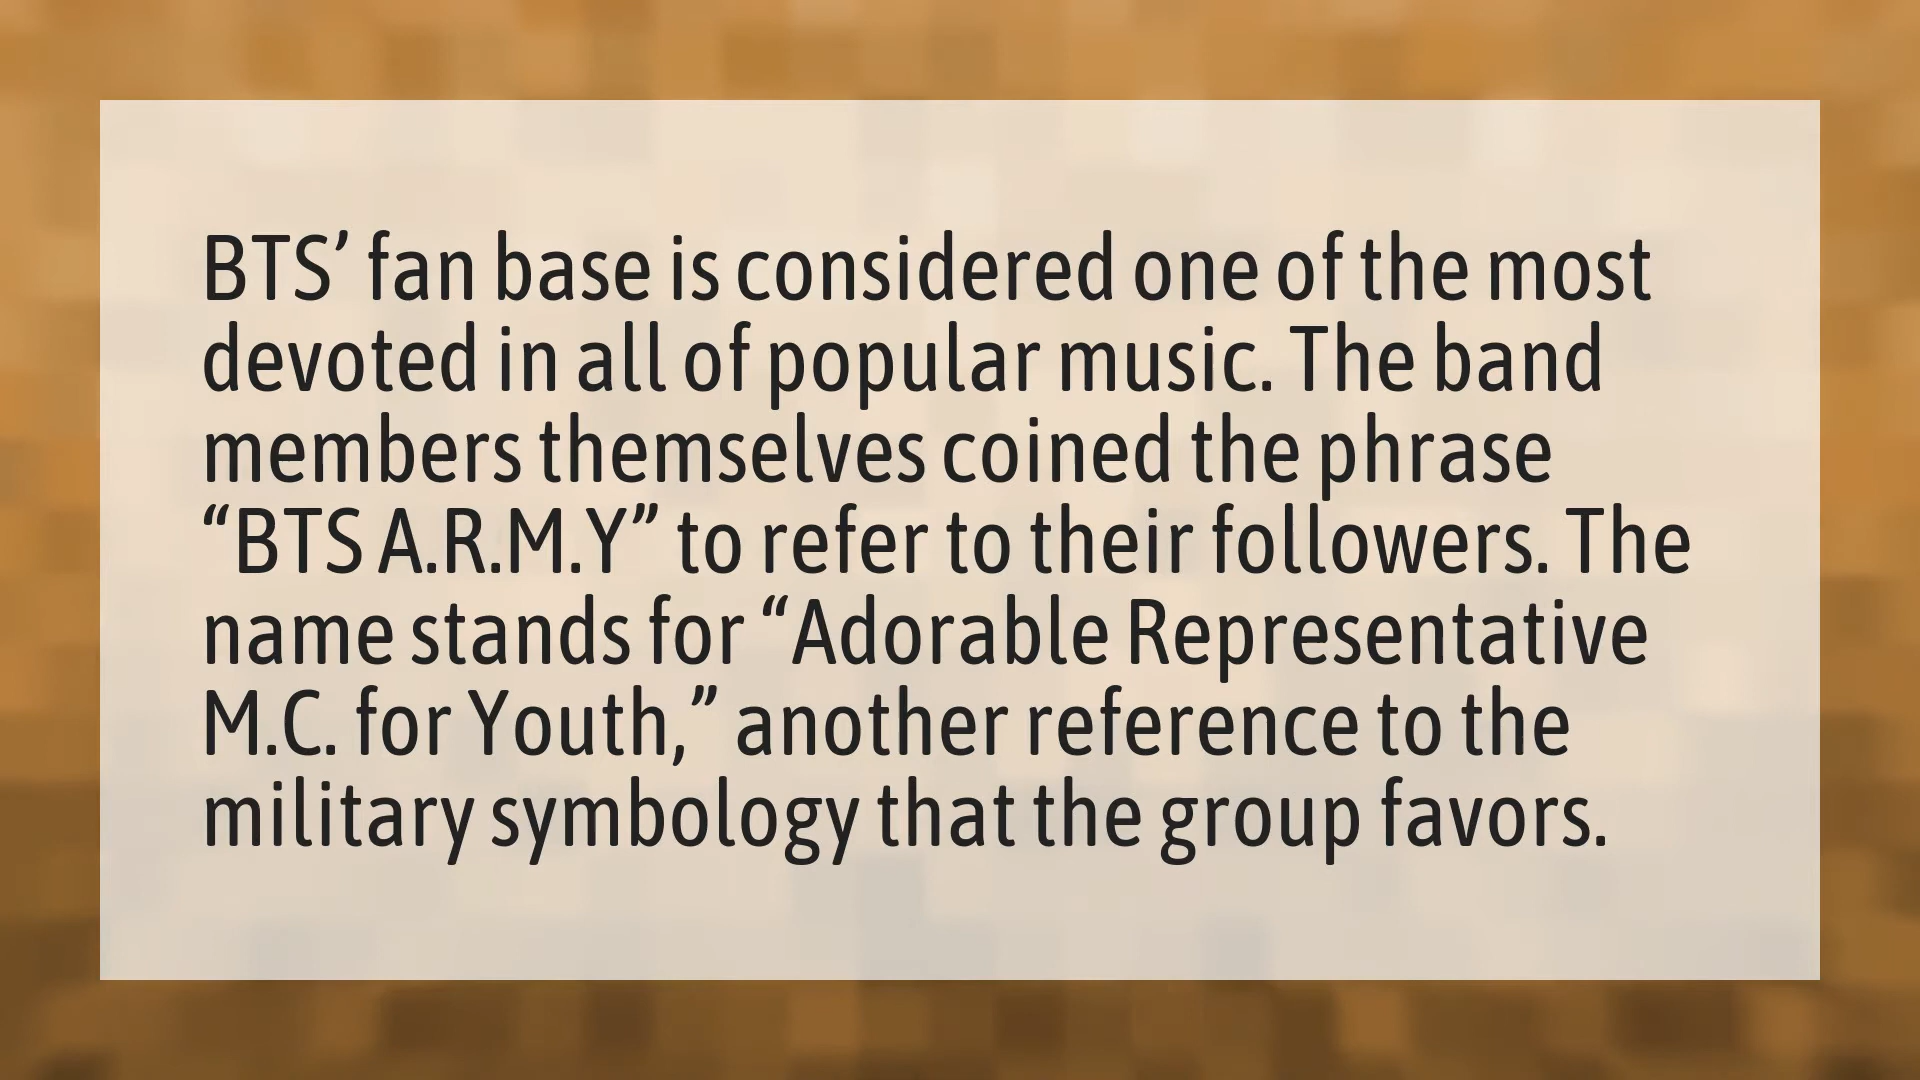 BTS’ fan base is considered one of the most
devoted in all of popular music. The band
members themselves coined the phrase
“BTS A.R.M.Y” to refer to their followers. The
name stands for “Adorable Representative
M.C. for Youth,” another reference to the
military symbology that the group favors.